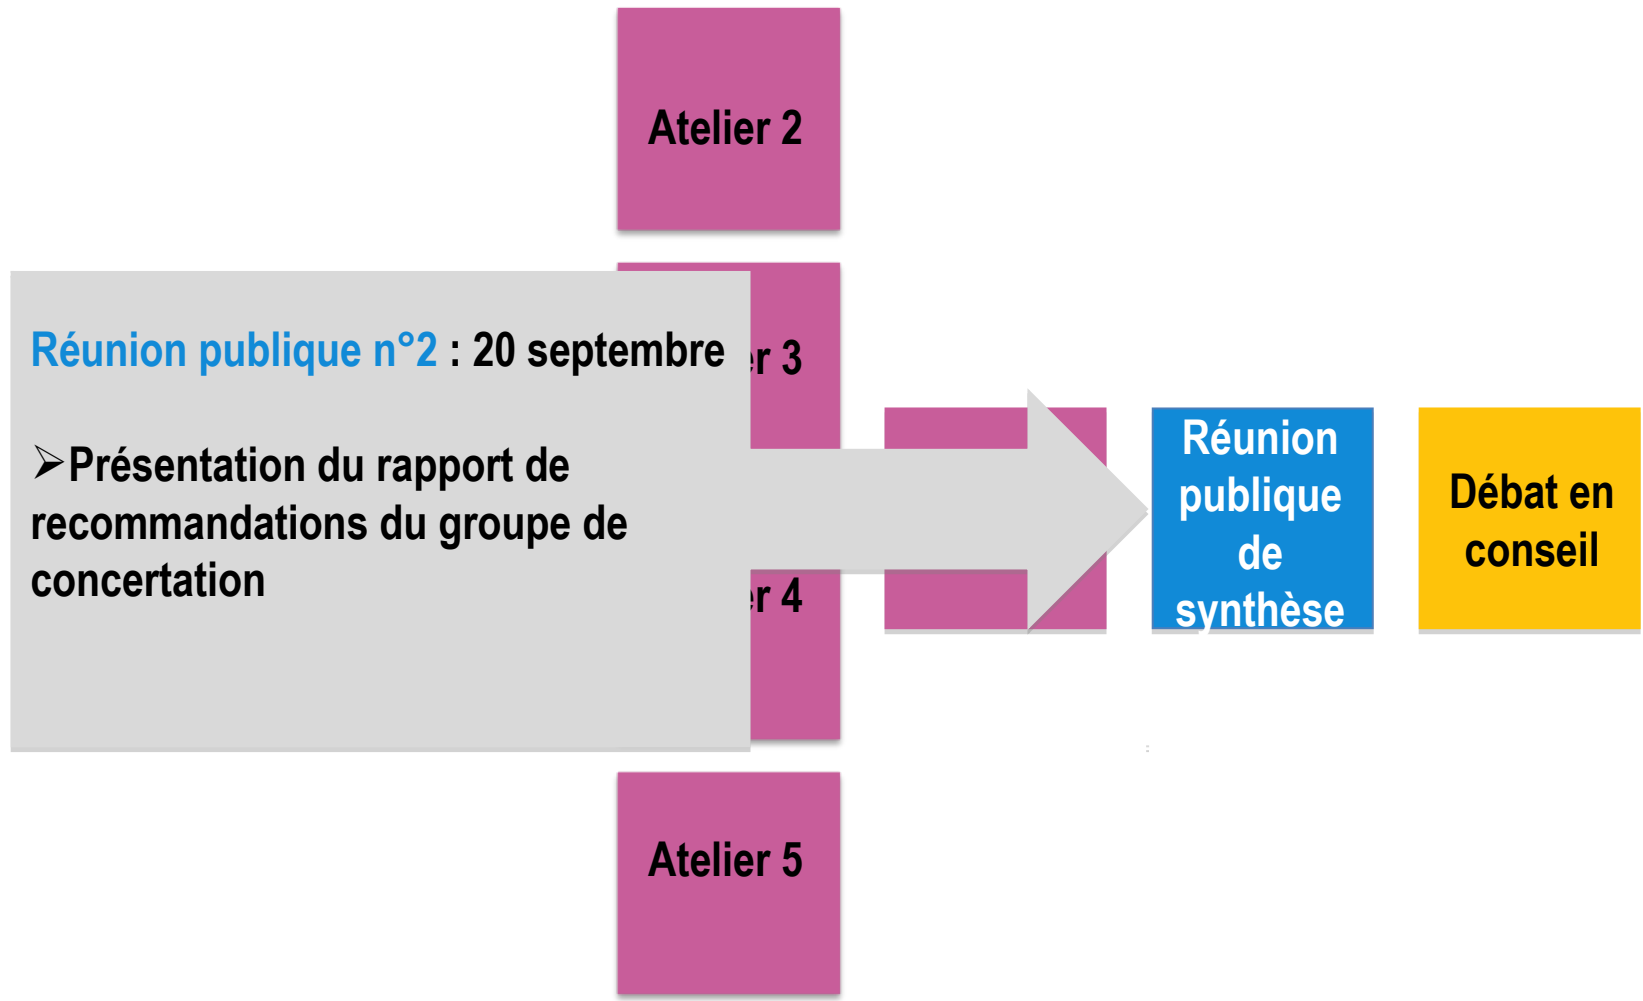 Atelier 2
Réunion publique n°2 : 20 septembre
➢Présentation du rapport de
recommandations du groupe de
concertation
r 3
r 4
Atelier 5
Réunion
publique
de
synthèse
Débat en
conseil